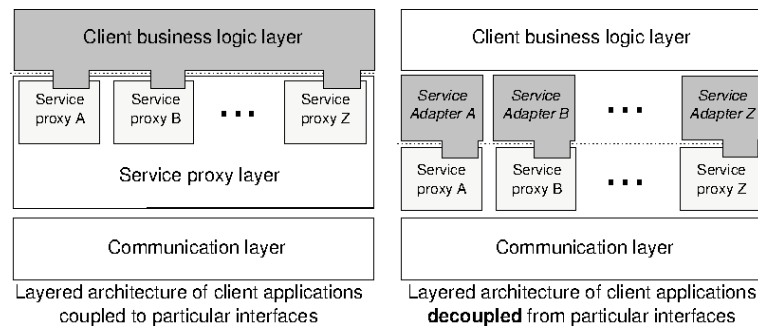 Client business logic layer
Service proxy A
Service proxy B
...
Service proxy Z
Service proxy layer
Communication layer
Layered architecture of client applications
coupled to particular interfaces
Client business logic layer
Service Adapter A
Service Adapter B
...
Service Adapter Z
Service proxy A
Service proxy B
...
Service proxy Z
Communication layer
Layered architecture of client applications
decoupled from particular interfaces